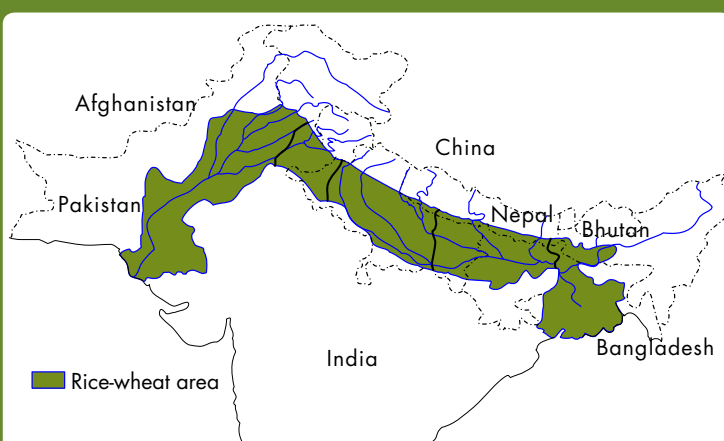 Afghanistan
China
Pakistan
Nepal
Bhutan
India
Bangladesh
Rice-wheat area